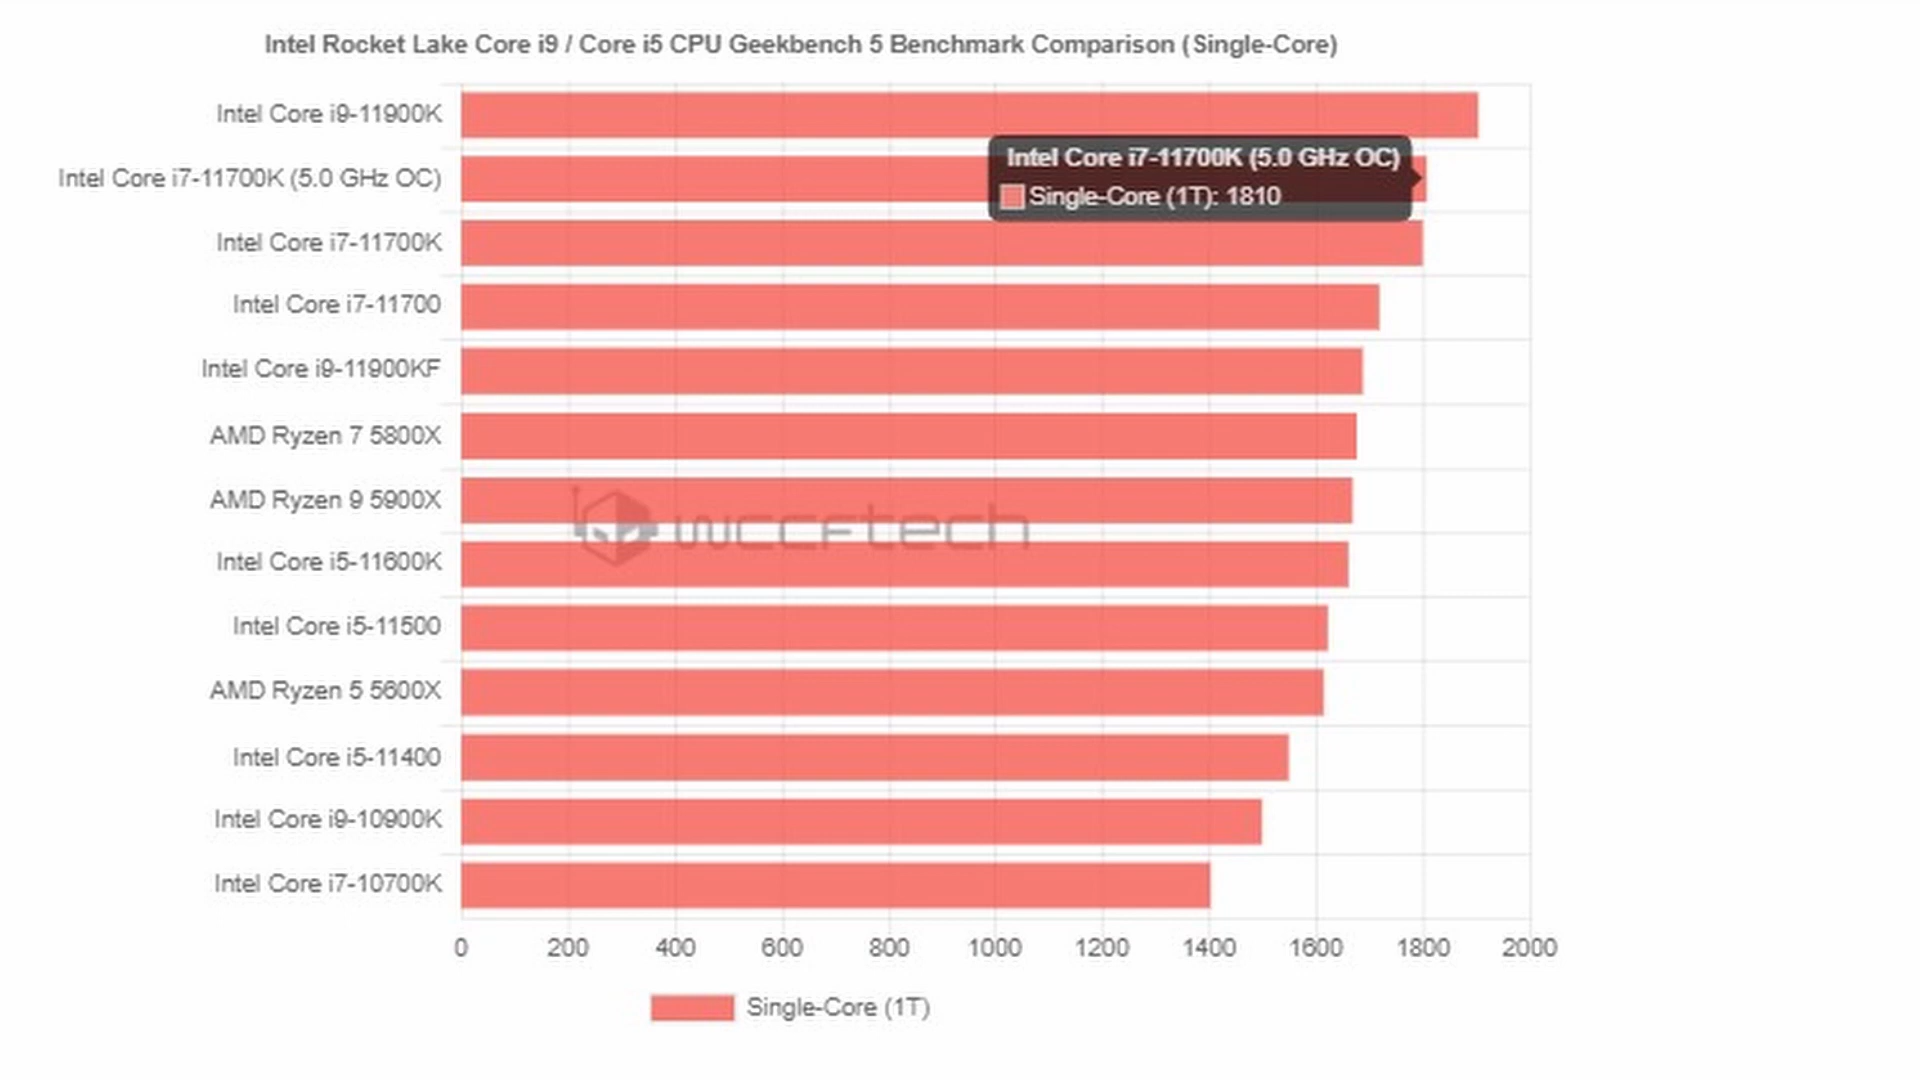 Intel Rocket Lake Core i9 / Core i5 CPU Geekbench 5 Benchmark Comparison (Single-Core)
Intel Core i9-11900K
Intel Core i7-11700K (5.0 GHz OC)
Intel Core i7-11700K (5.0 GHz OC)
Single-Core (1T): 1810
Intel Core i7-11700K
Intel Core i7-11700
Intel Core i9-11900KF
AMD Ryzen 7 5800X
AMD Ryzen 9 5900X
wccftech
Intel Core i5-11600K
Intel Core i5-11500
AMD Ryzen 5 5600X
Intel Core i5-11400
Intel Core i9-10900K
Intel Core i7-10700K
0 200 400 600 800 1000 1200 1400 1600 1800 2000
Single-Core (1T)